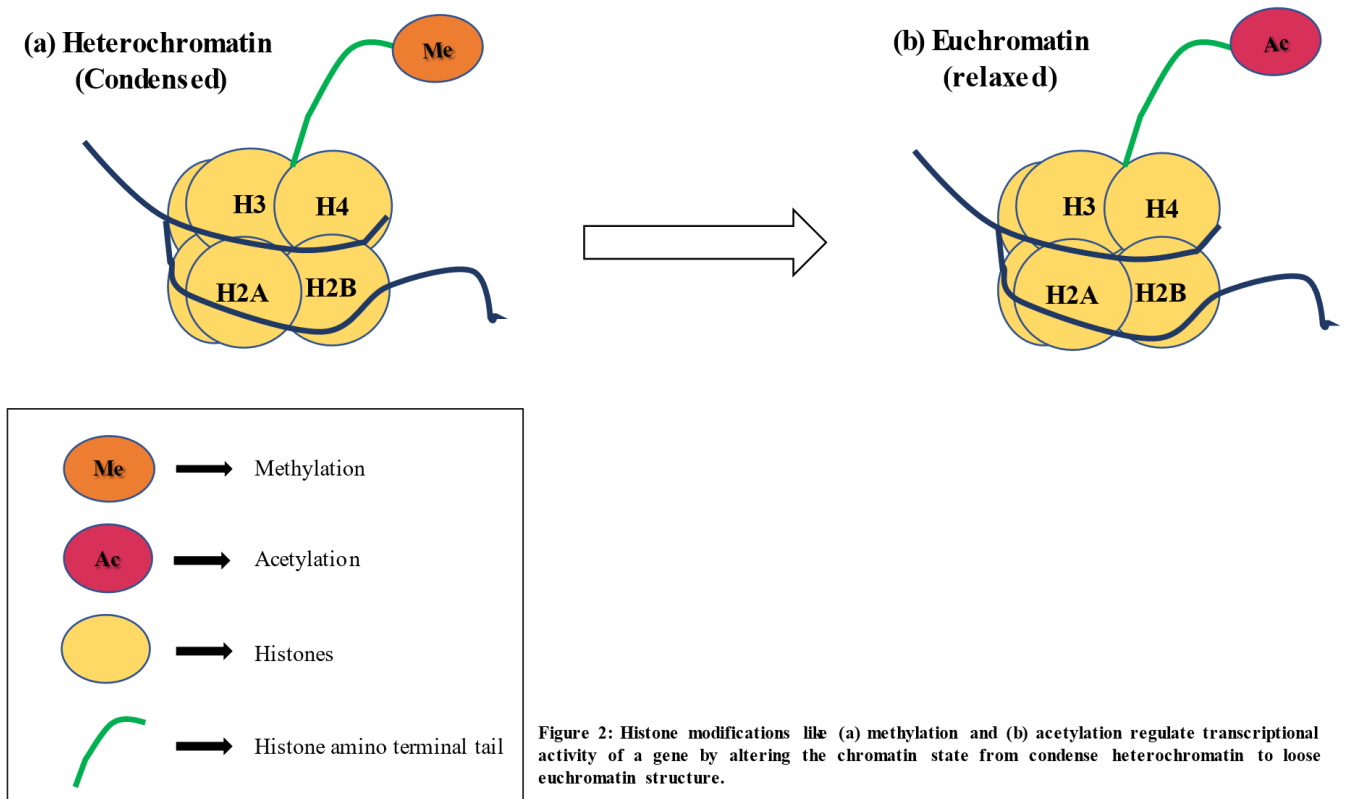 (a) Heterochromatin
(Condensed)
Me
H3
H4
H2A
H2B
(b) Euchromatin
(relaxed)
Ac
H3
H4
H2A
H2B
Me
Methylation
Ac
Acetylation
Histones
Histone amino terminal tail
Figure 2: Histone modifications like (a) methylation and (b) acetylation regulate transcriptional
activity of a gene by altering the chromatin state from condense heterochromatin to loose
euchromatin structure.